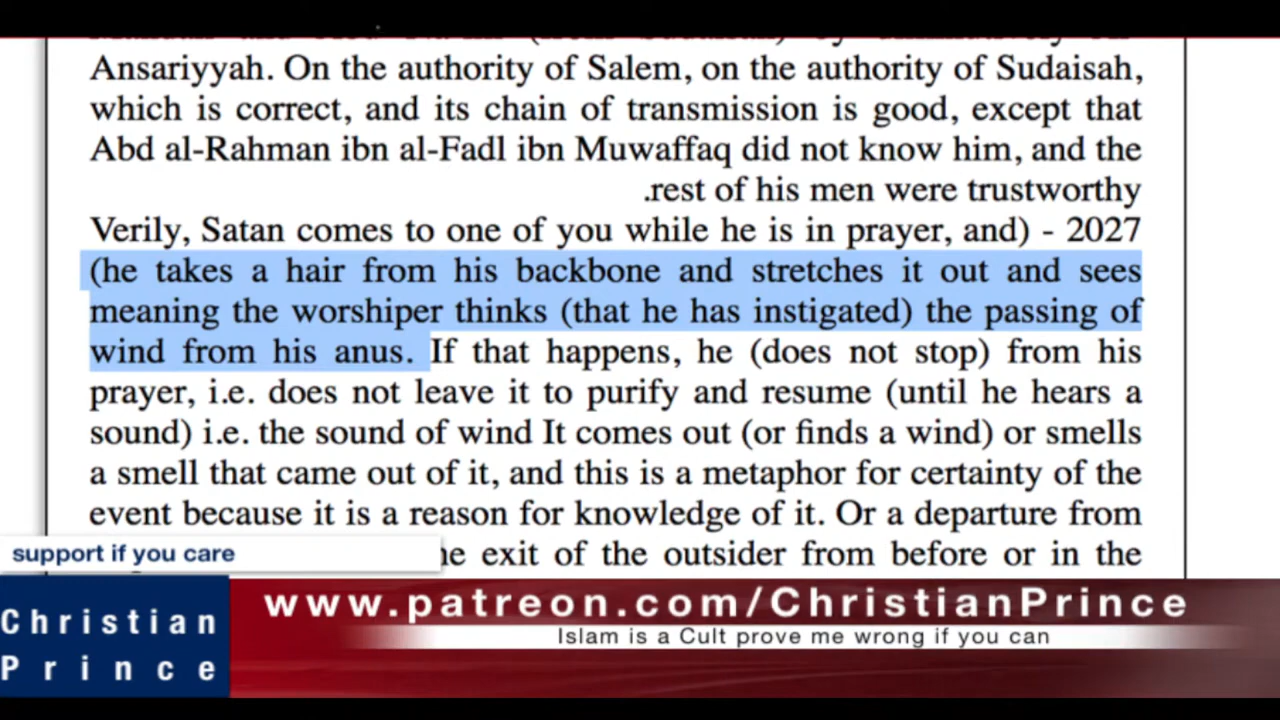 Ansariyyah. On the authority of Salem, on the authority of Sudaisah,
which is correct, and its chain of transmission is good, except that
Abd al-Rahman ibn al-Fadl ibn Muwaffaq did not know him, and the
.rest of his men were trustworthy
Verily, Satan comes to one of you while he is in prayer, and) - 2027
(he takes a hair from his backbone and stretches it out and sees
meaning the worshiper thinks (that he has instigated) the passing of
wind from his anus. If that happens, he (does not stop) from his
prayer, i.e. does not leave it to purify and resume (until he hears a
sound) i.e. the sound of wind It comes out (or finds a wind) or smells
a smell that came out of it, and this is a metaphor for certainty of the
event because it is a reason for knowledge of it. Or a departure from
exit of the outsider from before or in the
support if you care
Christian
Prince
www.patreon.com/ChristianPrince
Islam is a Cult prove me wrong if you can